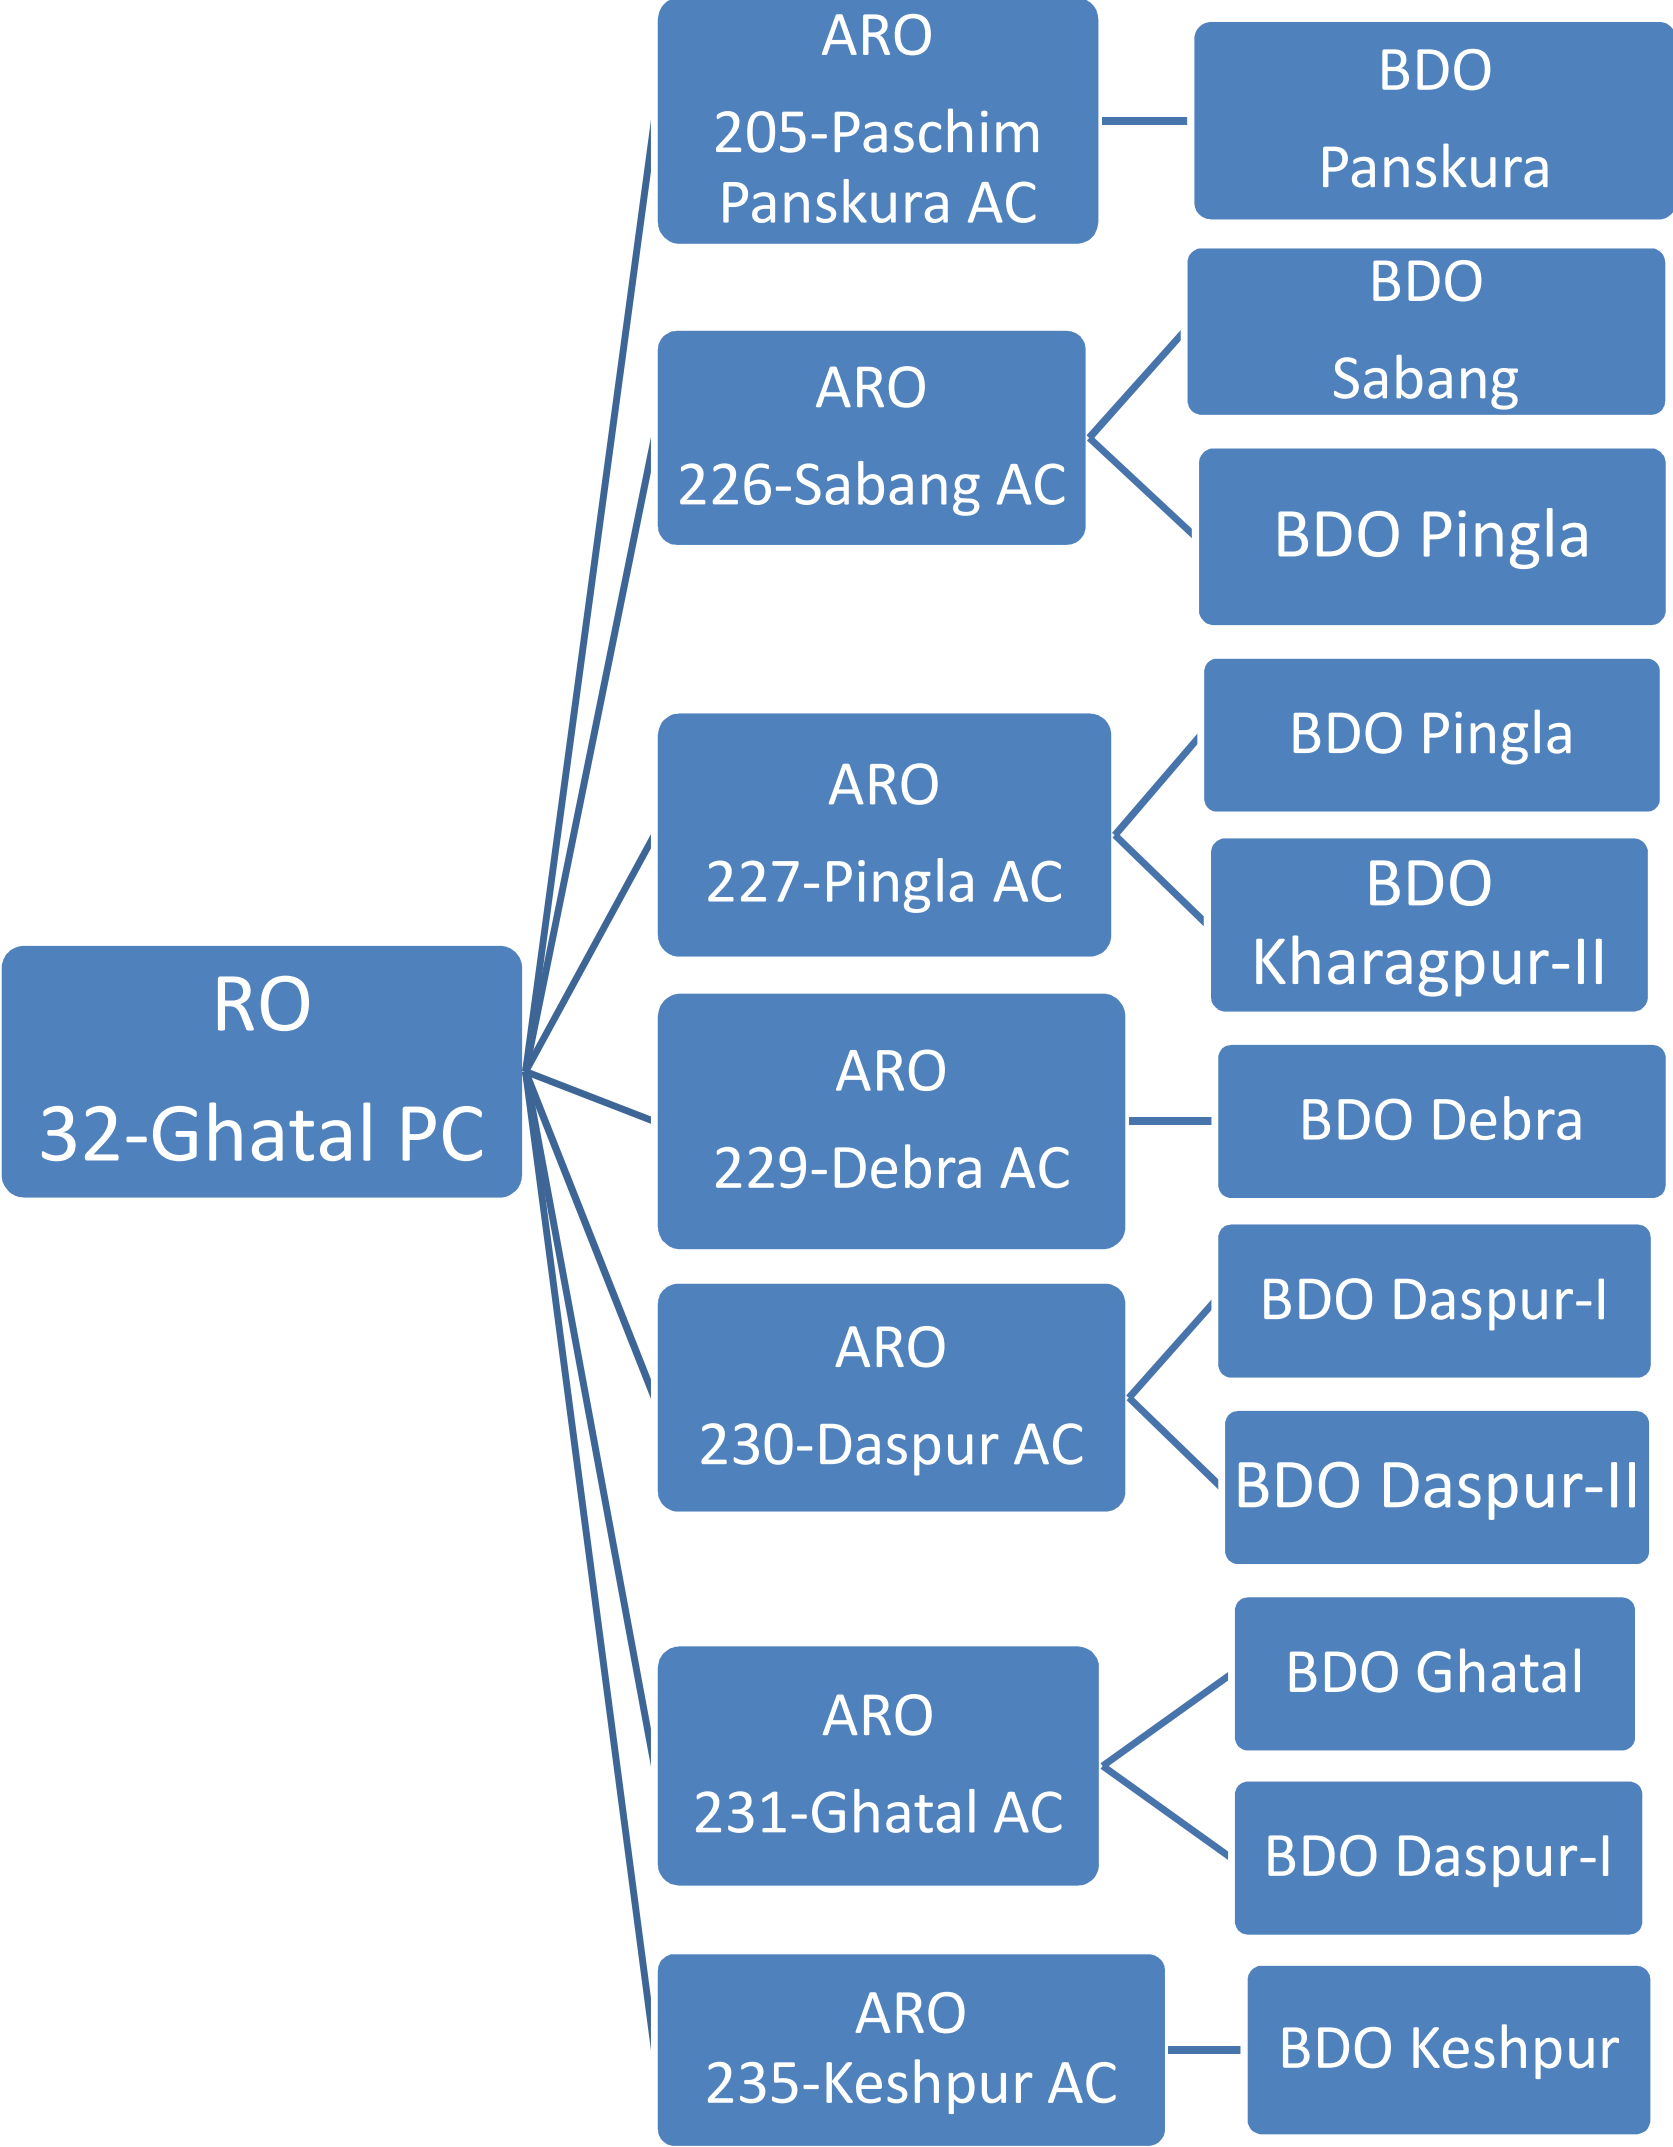 RO
32-Ghatal PC
ARO
205-Paschim
Panskura AC
BDO
Panskura
ARO
226-Sabang AC
BDO
Sabang
BDO Pingla
ARO
227-Pingla AC
BDO Pingla
BDO
Kharagpur-II
ARO
229-Debra AC
BDO Debra
ARO
230-Daspur AC
BDO Daspur-I
BDO Daspur-II
ARO
231-Ghatal AC
BDO Ghatal
BDO Daspur-I
ARO
235-Keshpur AC
BDO Keshpur